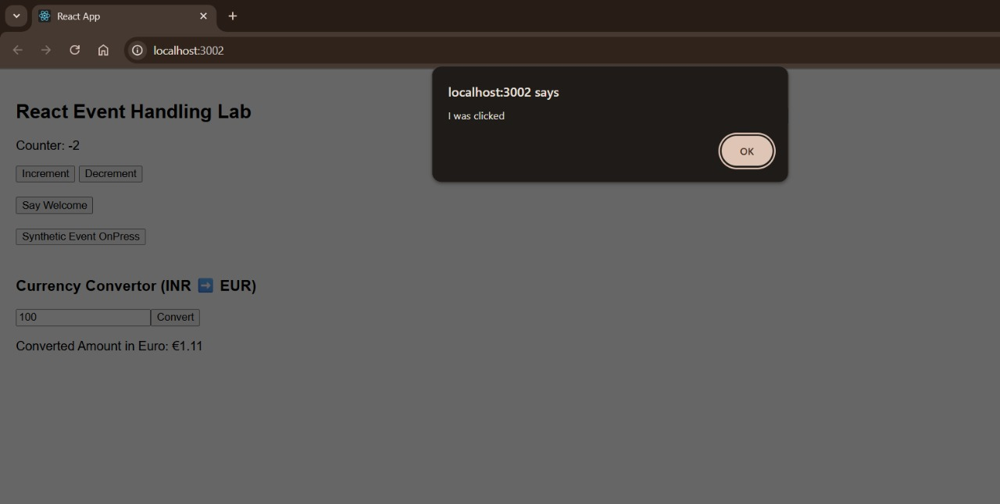 React App
localhost:3002
localhost:3002 says
I was clicked
OK
React Event Handling Lab
Counter: -2
Increment Decrement
Say Welcome
Synthetic Event OnPress
Currency Convertor (INR ➡️ EUR)
100 Convert
Converted Amount in Euro: €1.11